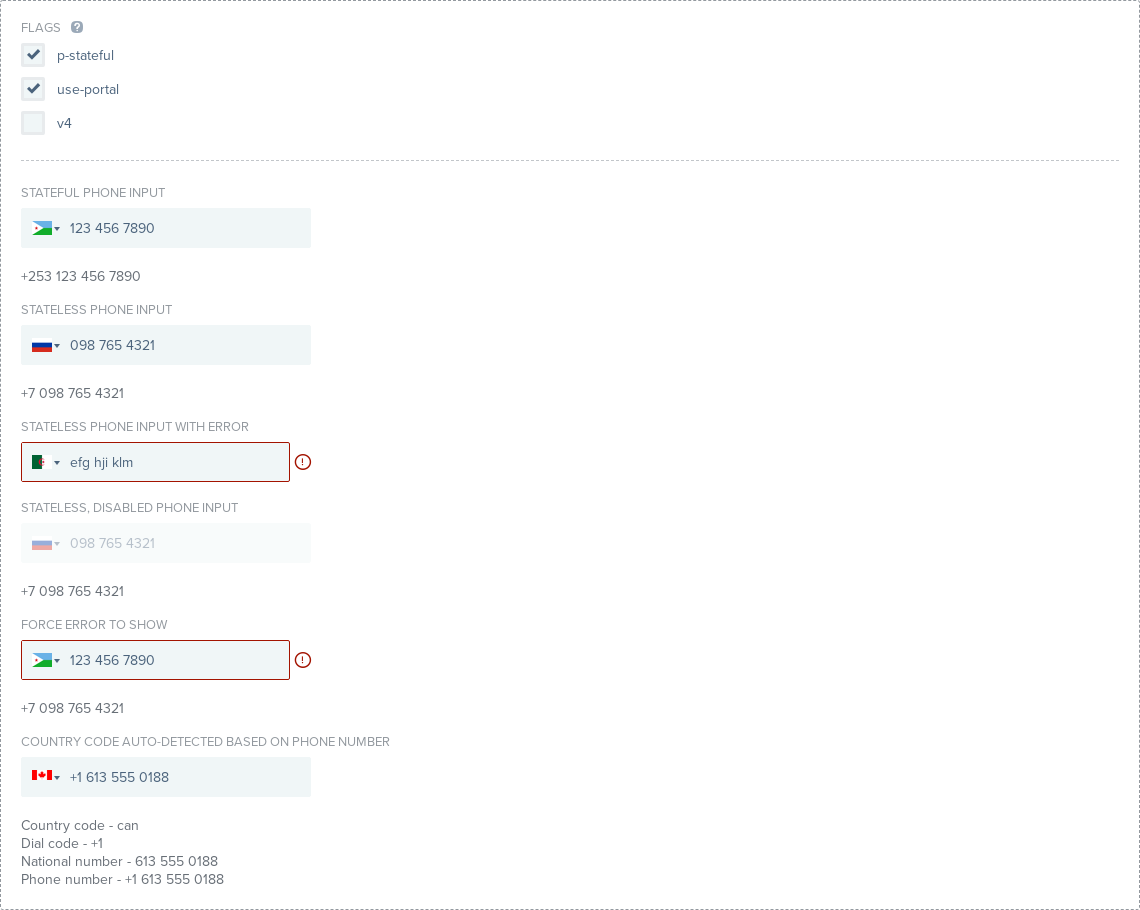 FLAGS ?
p-stateful
use-portal
v4
STATEFUL PHONE INPUT
123 456 7890
+253 123 456 7890
STATELESS PHONE INPUT
098 765 4321
+7 098 765 4321
STATELESS PHONE INPUT WITH ERROR
efg hji klm
STATELESS, DISABLED PHONE INPUT
098 765 4321
+7 098 765 4321
FORCE ERROR TO SHOW
123 456 7890
+7 098 765 4321
COUNTRY CODE AUTO-DETECTED BASED ON PHONE NUMBER
+1 613 555 0188
Country code - can
Dial code - +1
National number - 613 555 0188
Phone number - +1 613 555 0188